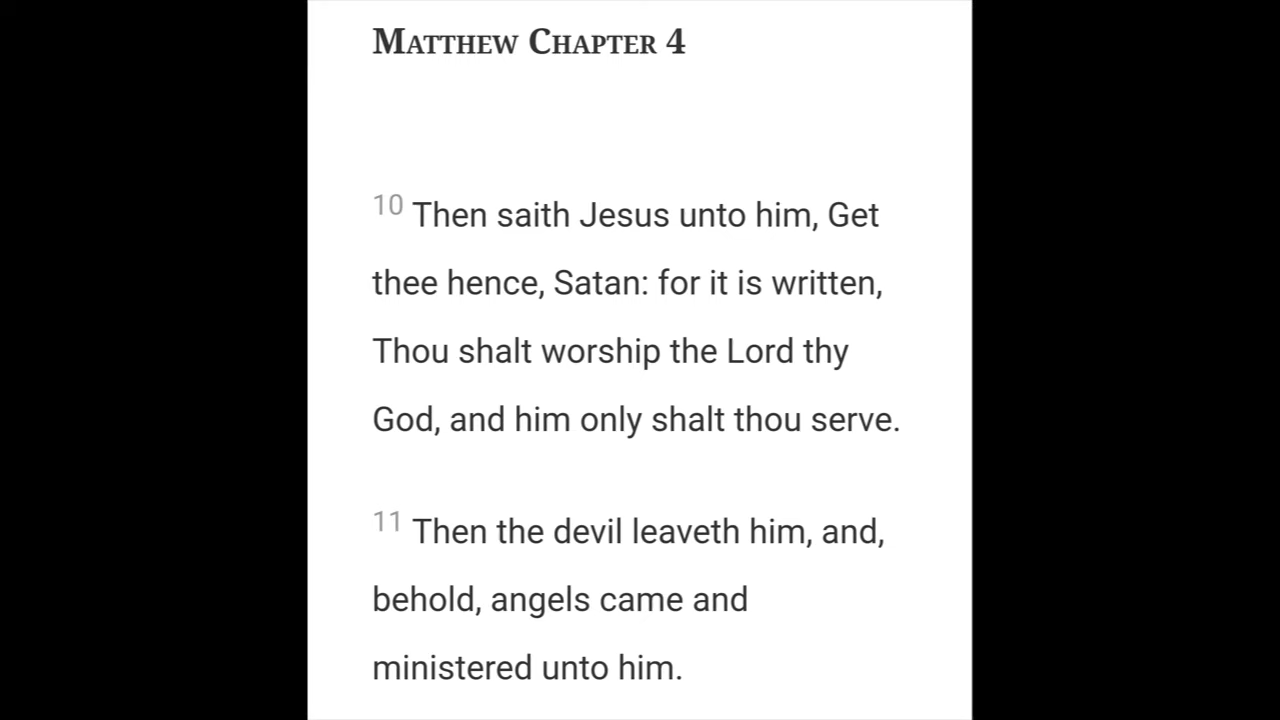 Matthew Chapter 4
10 Then saith Jesus unto him, Get
thee hence, Satan: for it is written,
Thou shalt worship the Lord thy
God, and him only shalt thou serve.
11 Then the devil leaveth him, and,
behold, angels came and
ministered unto him.